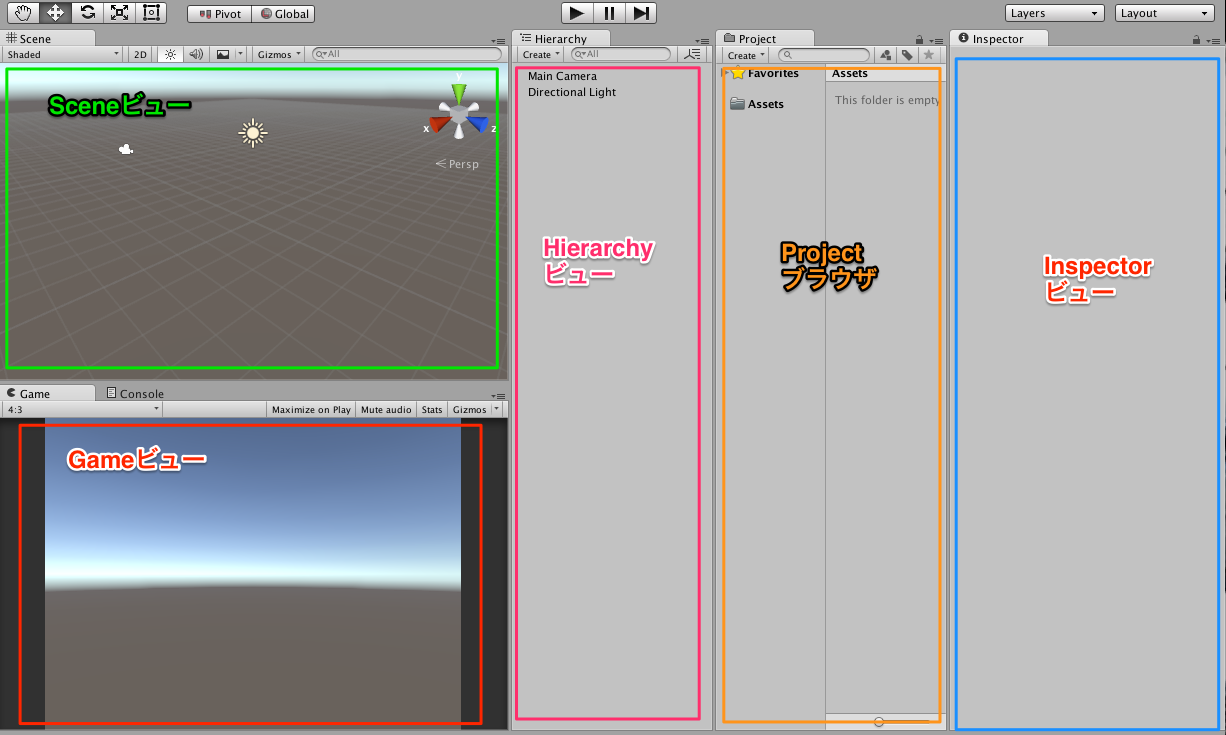 Pivot
Global
Layers
Layout
Scene
Shaded
2D
Gizmos
All
Sceneビュー
y
x
z
Persp
Hierarchy
Create
All
Main Camera
Directional Light
Hierarchy
ビュー
Project
Create
Favorites
Assets
Assets
This folder is empty
Project
ブラウザ
Inspector
Inspector
ビュー
Game
Console
4:3
Maximize on Play
Mute audio
Stats
Gizmos
Gameビュー